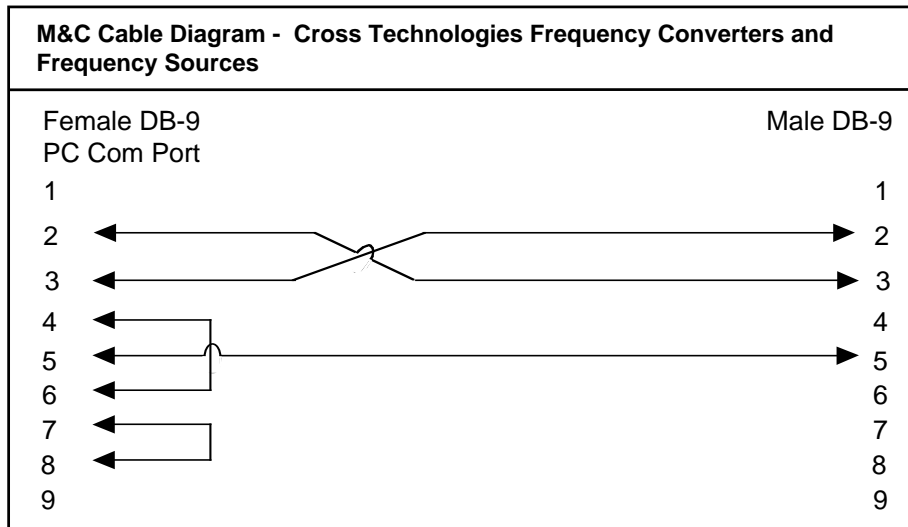 M&C Cable Diagram -  Cross Technologies Frequency Converters and
Frequency Sources
Female DB-9 Male DB-9
PC Com Port
1 1
2 2
3 3
4 4
5 5
6 6
7 7
8 8
9 9